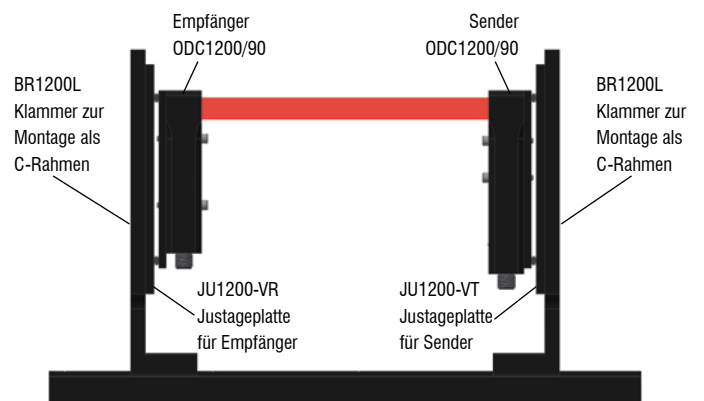 Empfänger
ODC1200/90
Sender
ODC1200/90
BR1200L
Klammer zur
Montage als
C-Rahmen
BR1200L
Klammer zur
Montage als
C-Rahmen
JU1200-VR
Justageplatte
für Empfänger
JU1200-VT
Justageplatte
für Sender